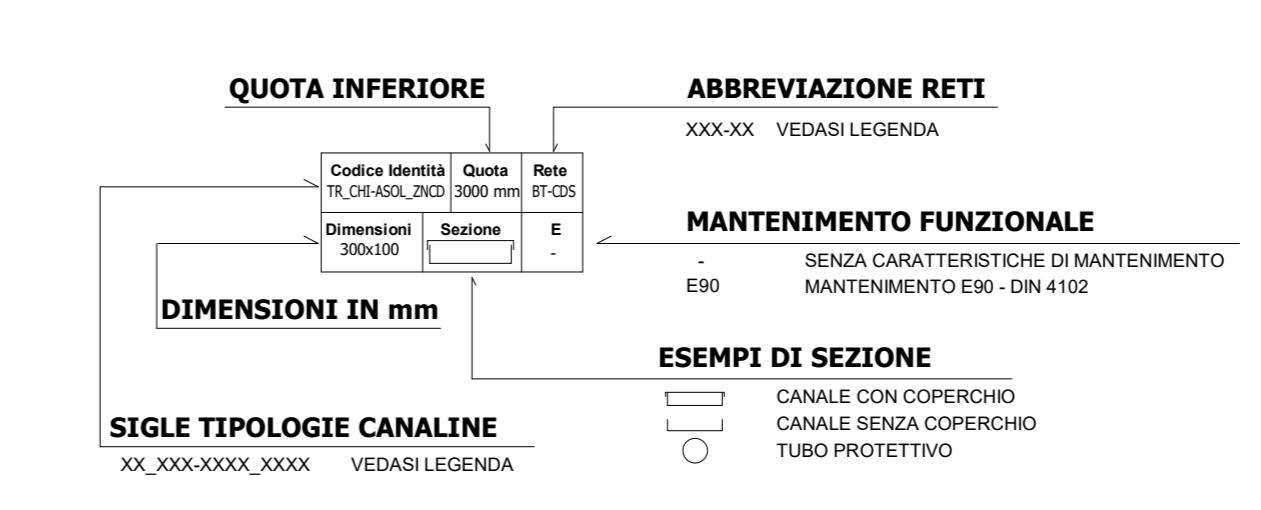 QUOTA INFERIORE
ABBREVIAZIONE RETI
XXX-XX VEDASI LEGENDA
Codice Identità Quota Rete
TR_CHI-ASOL_ZNCD 3000 mm BT-CDS
Dimensioni Sezione E
300x100 -
MANTENIMENTO FUNZIONALE
- SENZA CARATTERISTICHE DI MANTENIMENTO
E90 MANTENIMENTO E90 - DIN 4102
DIMENSIONI IN mm
ESEMPI DI SEZIONE
CANALE CON COPERCHIO
CANALE SENZA COPERCHIO
TUBO PROTETTIVO
SIGLE TIPOLOGIE CANALINE
XX_XXX-XXXX_XXXX VEDASI LEGENDA